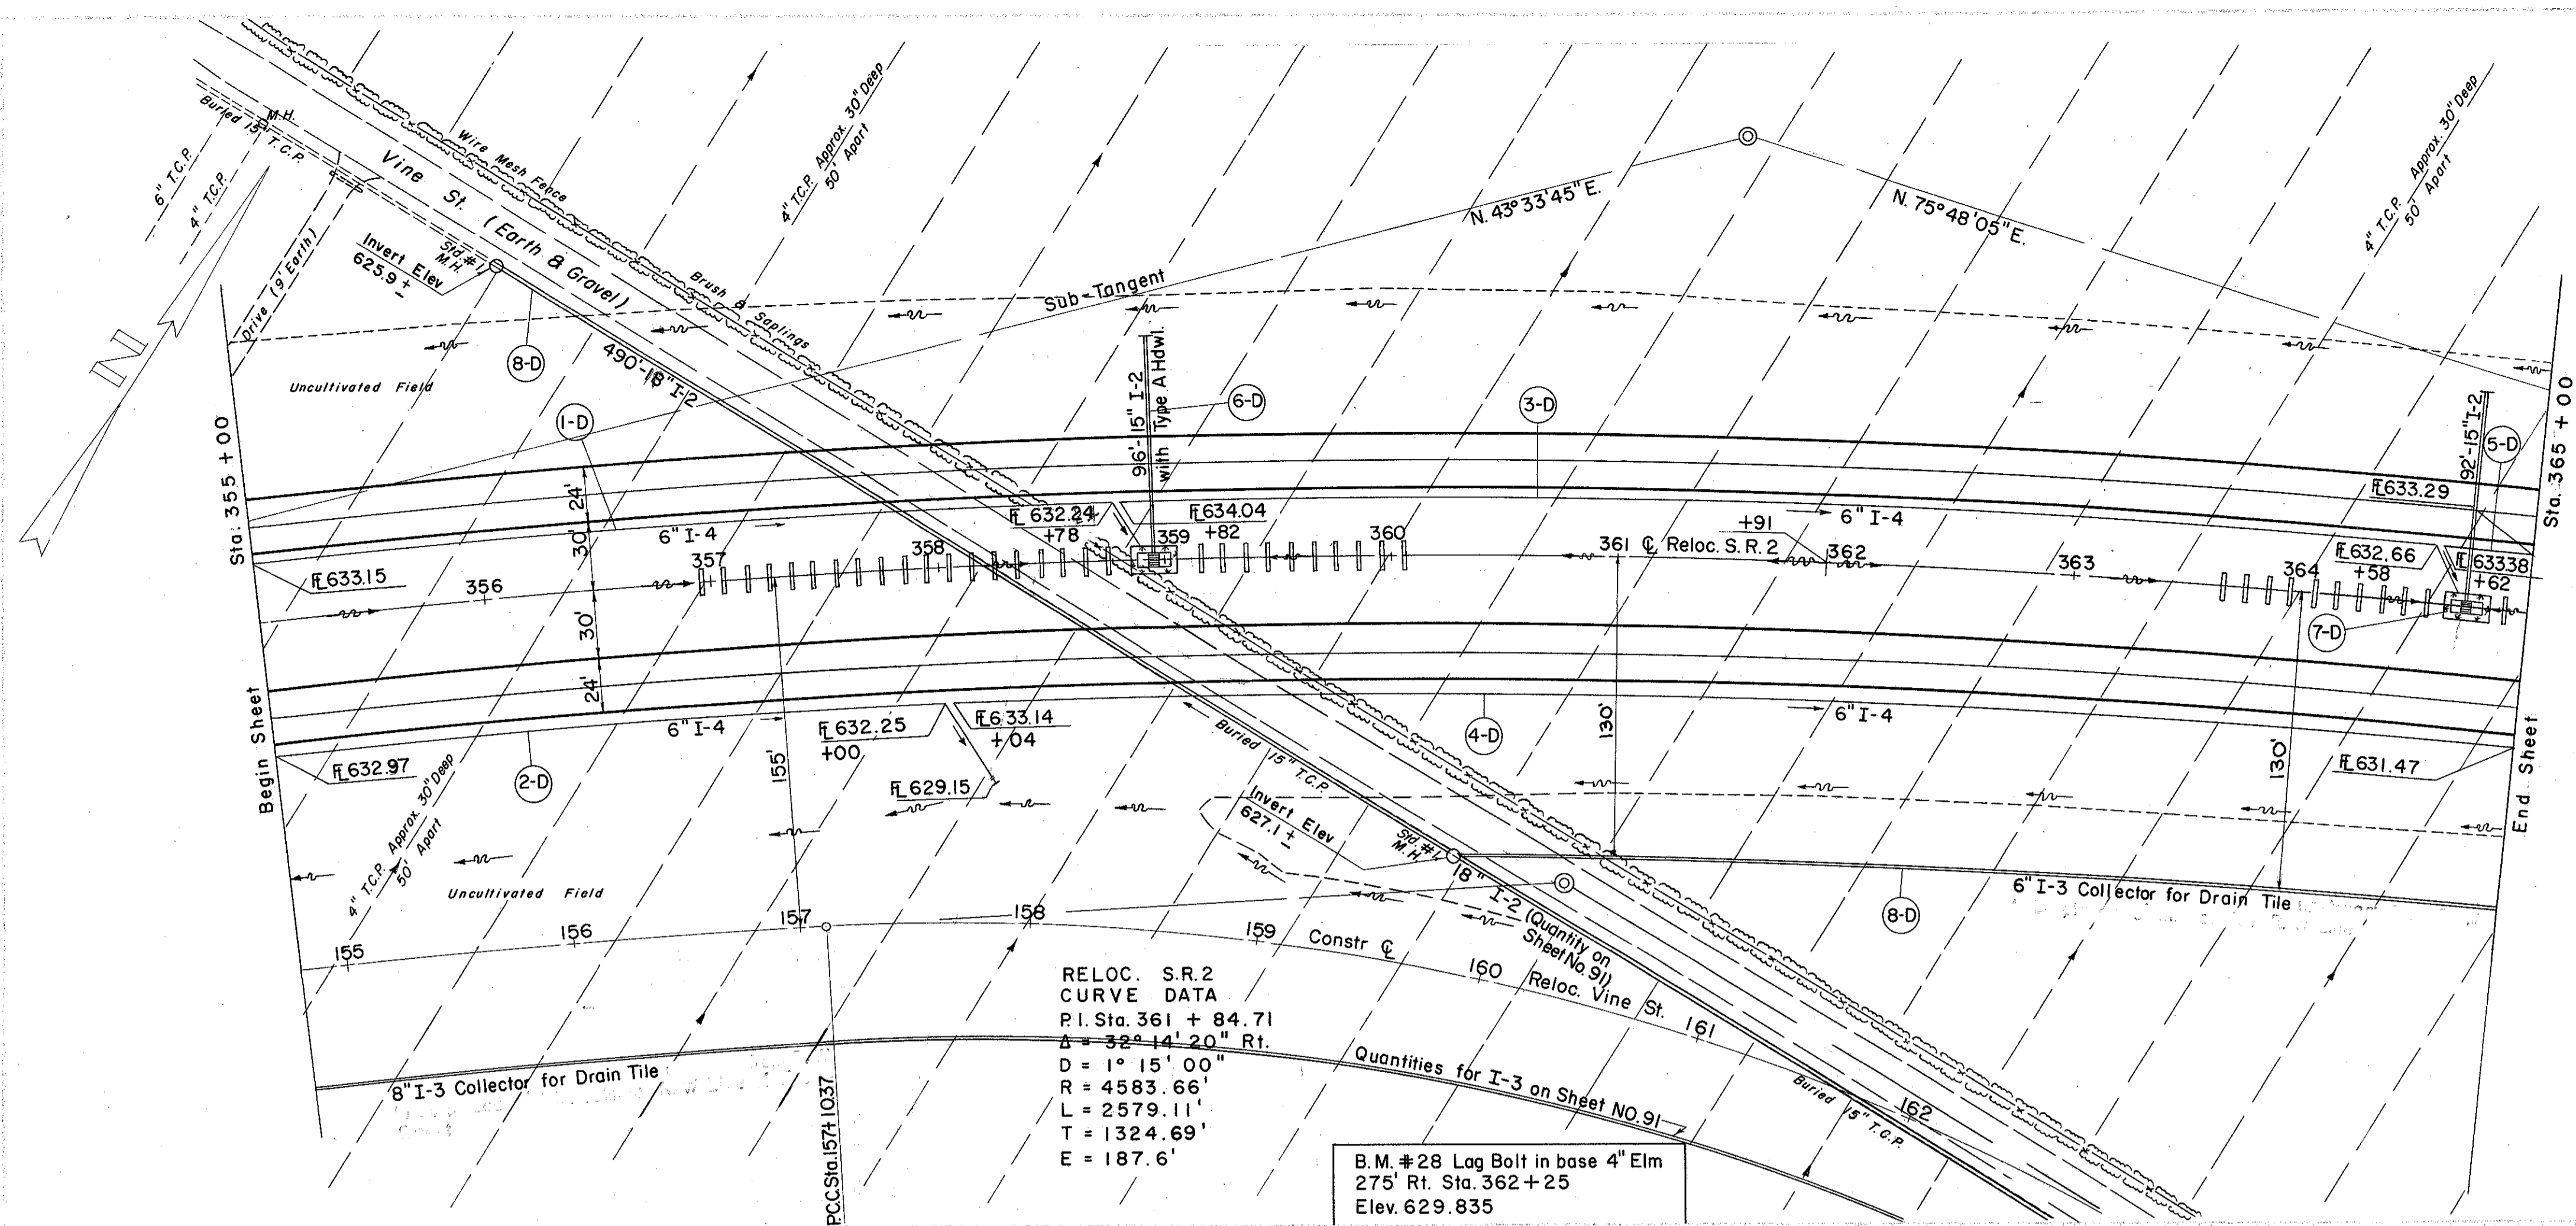 Buried 15"
T.C.P.
M.H.
6" T.C.P.
4" T.C.P.
Drive (9' Earth)
Vine St. (Earth & Gravel)
Wire Mesh Fence
Brush & Saplings
4" T.C.P. Approx. 30" Deep
50' Apart
4" T.C.P. Approx. 30" Deep
50' Apart
N
Invert Elev
625.9 ±
Std #1
M.H.
8-D
490'-18" I-2
Uncultivated Field
Sub-Tangent
N. 43° 33' 45" E.
N. 75° 48' 05" E.
Sta. 355 + 00
Begin Sheet
Sta. 365 + 00
End Sheet
1-D
6-D
3-D
5-D
96'-15" I-2
with Type A Hdwl.
92'-15" I-2
24'
30'
30'
24'
6" I-4
6" I-4
FL 633.15
FL 632.24
+78
FL 634.04
+82
FL 633.29
FL 632.66
+58
FL 633.38
+62
356
357
358
359
360
361 ℄ Reloc. S.R. 2
+91
362
363
364
7-D
6" I-4
6" I-4
FL 632.97
2-D
FL 632.25
+00
FL 633.14
+04
FL 629.15
155'
4-D
130'
130'
FL 631.47
4" T.C.P. Approx. 30" Deep
50' Apart
Uncultivated Field
Buried 15" T.C.P.
Invert Elev
627.1 ±
Std #1
M.H.
18" I-2 (Quantity on
Sheet No. 91)
8-D
6" I-3 Collector for Drain Tile
155
156
157
158
159
Constr ℄
160
Reloc. Vine St.
161
162
8" I-3 Collector for Drain Tile
P.C.C. Sta. 157+10.37
Quantities for I-3 on Sheet NO. 91
Buried 15" T.C.P.
RELOC. S.R. 2
CURVE DATA
P.I. Sta. 361 + 84.71
Δ = 32° 14' 20" Rt.
D = 1° 15' 00"
R = 4583.66'
L = 2579.11'
T = 1324.69'
E = 187.6'
B.M. #28 Lag Bolt in base 4" Elm
275' Rt. Sta. 362+25
Elev. 629.835